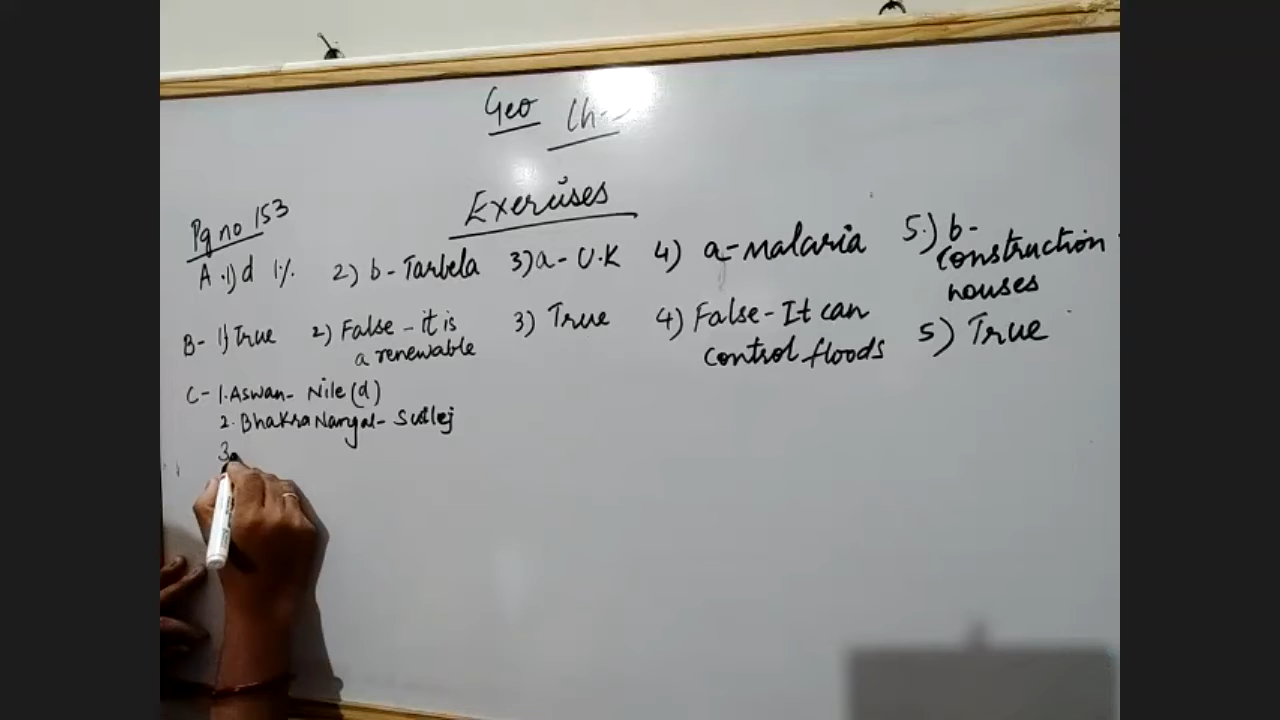 Geo Ch-
Exercises
Pg no 153
A. 1) d 1%. 2) b - Tarbela 3) a - U.K 4) a - Malaria 5.) b -
construction
houses
B- 1) True 2) False - it is
a renewable
3) True 4) False - It can
control floods
5) True
C- 1. Aswan - Nile (d)
2. Bhakra Nangal - Sutlej
3.